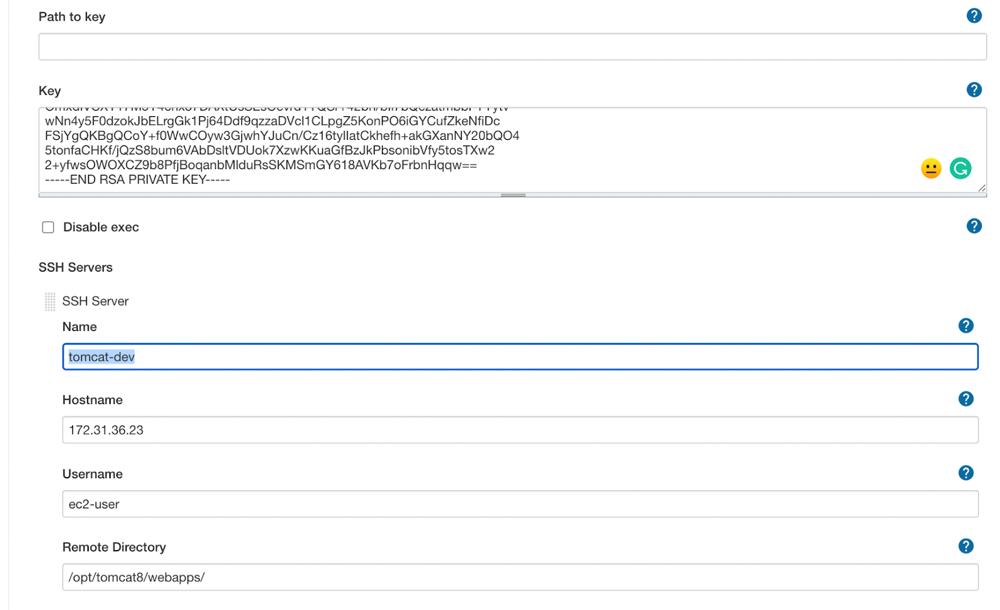 Path to key
?
Key
?
wNn4y5F0dzokJbELrgGk1Pj64Ddf9qzzaDVcl1CLpgZ5KonPO6iGYCufZkeNfiDc
FSjYgQKBgQCoY+f0WwCOyw3GjwhYJuCn/Cz16tylIatCkhefh+akGXanNY20bQO4
5tonfaCHKf/jQzS8bum6VAbDsltVDUok7XzwKKuaGfBzJkPbsonibVfy5tosTXw2
2+yfwsOWOXCZ9b8PfjBoqanbMlduRsSKMSmGY618AVKb7oFrbnHqqw==
-----END RSA PRIVATE KEY-----
Disable exec
?
SSH Servers
SSH Server
Name
?
tomcat-dev
Hostname
?
172.31.36.23
Username
?
ec2-user
Remote Directory
?
/opt/tomcat8/webapps/